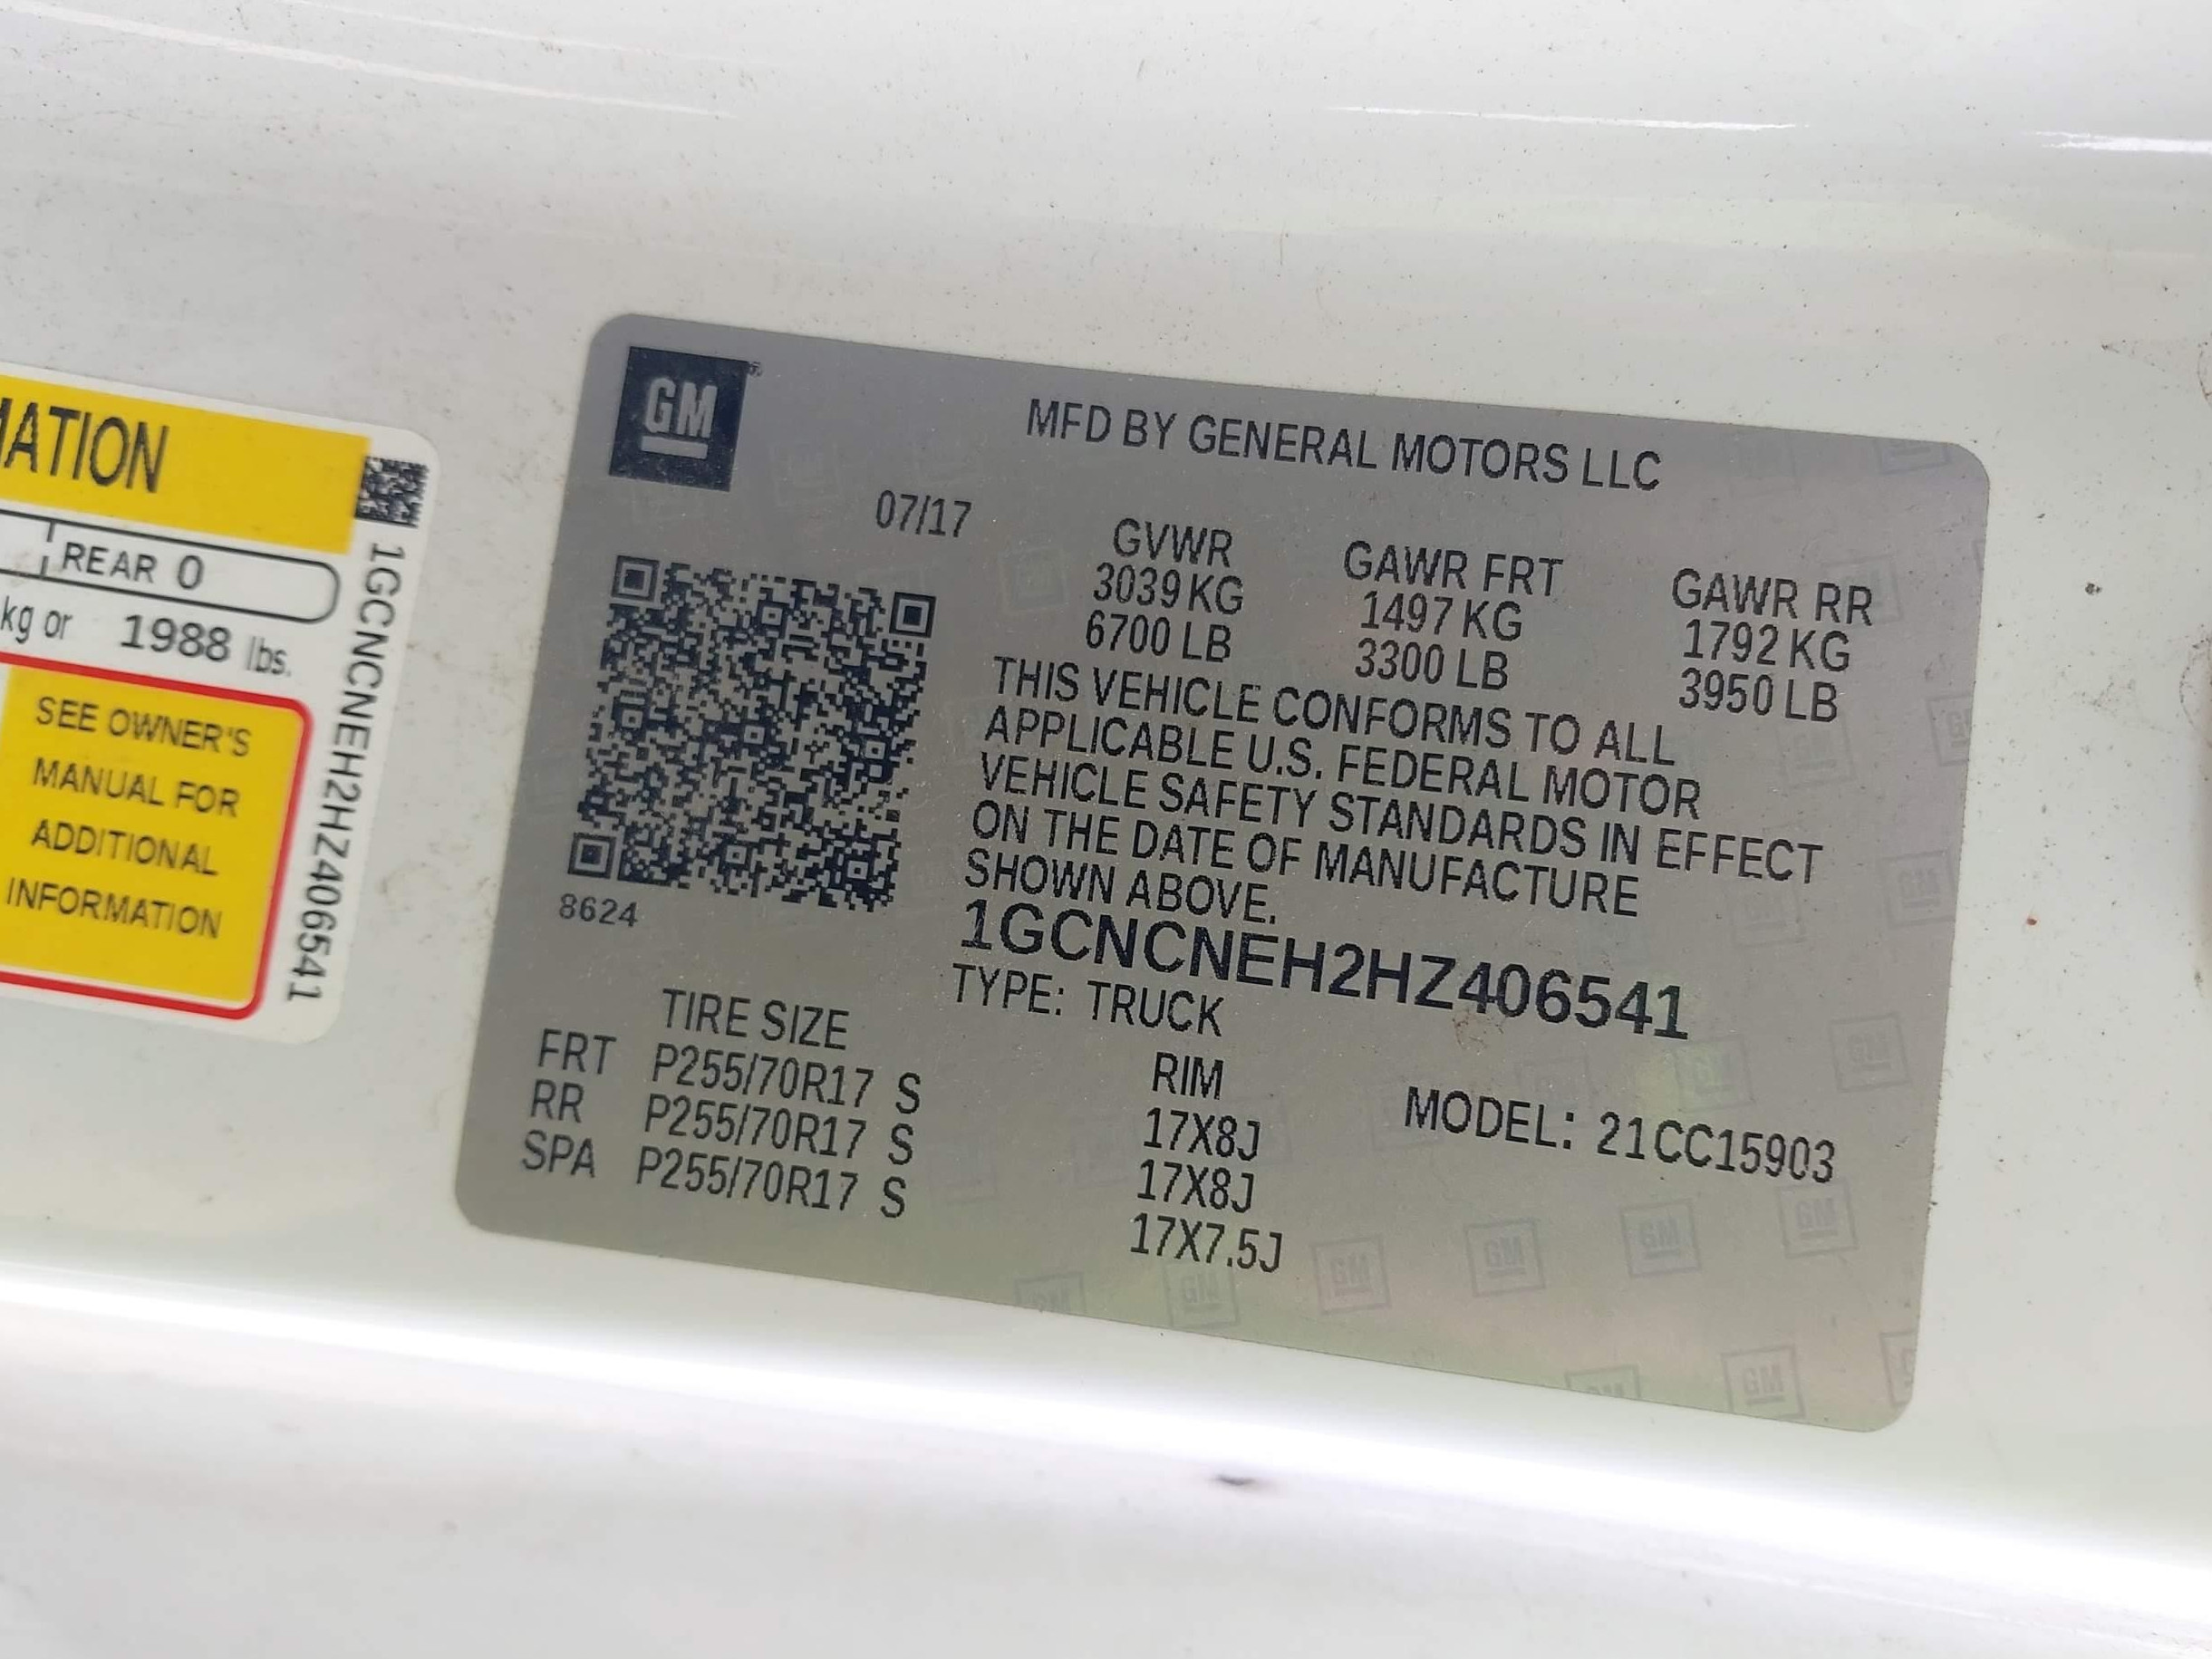 MATION
REAR 0
kg or 1988 lbs.
SEE OWNER'S
MANUAL FOR
ADDITIONAL
INFORMATION
1GCNCNEH2HZ406541
GM
MFD BY GENERAL MOTORS LLC
07/17
GVWR GAWR FRT GAWR RR
3039 KG 1497 KG 1792 KG
6700 LB 3300 LB 3950 LB
THIS VEHICLE CONFORMS TO ALL
APPLICABLE U.S. FEDERAL MOTOR
VEHICLE SAFETY STANDARDS IN EFFECT
ON THE DATE OF MANUFACTURE
SHOWN ABOVE.
8624
1GCNCNEH2HZ406541
TYPE: TRUCK
TIRE SIZE RIM
FRT P255/70R17 S 17X8J
RR P255/70R17 S 17X8J
SPA P255/70R17 S 17X7.5J
MODEL: 21CC15903